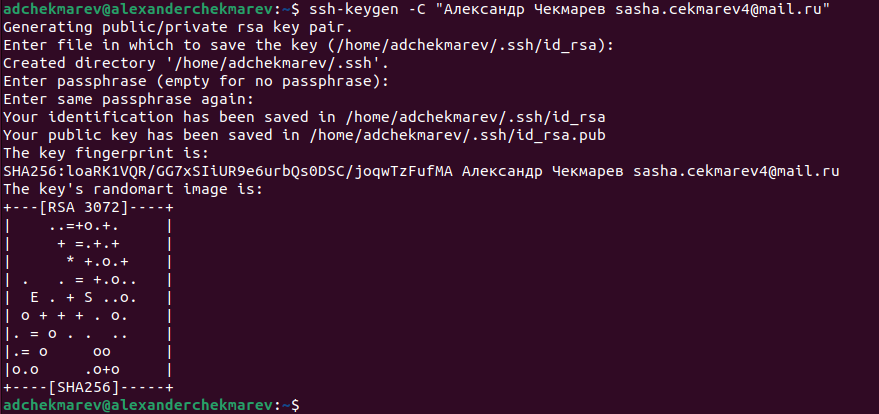 adchekmarev@alexanderchekmarev:~$ ssh-keygen -C "Александр Чекмарев sasha.cekmarev4@mail.ru"
Generating public/private rsa key pair.
Enter file in which to save the key (/home/adchekmarev/.ssh/id_rsa):
Created directory '/home/adchekmarev/.ssh'.
Enter passphrase (empty for no passphrase):
Enter same passphrase again:
Your identification has been saved in /home/adchekmarev/.ssh/id_rsa
Your public key has been saved in /home/adchekmarev/.ssh/id_rsa.pub
The key fingerprint is:
SHA256:loaRK1VQR/GG7xSIiUR9e6urbQs0DSC/joqwTzFufMA Александр Чекмарев sasha.cekmarev4@mail.ru
The key's randomart image is:
+---[RSA 3072]----+
|    ..=+o.+.     |
|     + =.+.+     |
|      * +.o.+    |
| .   . = +.o..   |
|  E . + S ..o.   |
| o + + + . o.    |
|. = o . .  ..    |
|.= o     oo      |
|o.o     .o+o     |
+----[SHA256]-----+
adchekmarev@alexanderchekmarev:~$